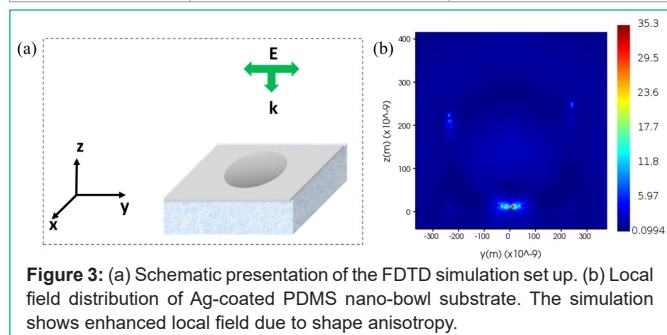 (a)
E
k
z
y
x
(b)
z(m) (x10^-9)
400
300
200
100
0
-300 -200 -100 0 100 200 300
y(m) (x10^-9)
35.3
29.5
23.6
17.7
11.8
5.97
0.0994
Figure 3: (a) Schematic presentation of the FDTD simulation set up. (b) Local
field distribution of Ag-coated PDMS nano-bowl substrate. The simulation
shows enhanced local field due to shape anisotropy.